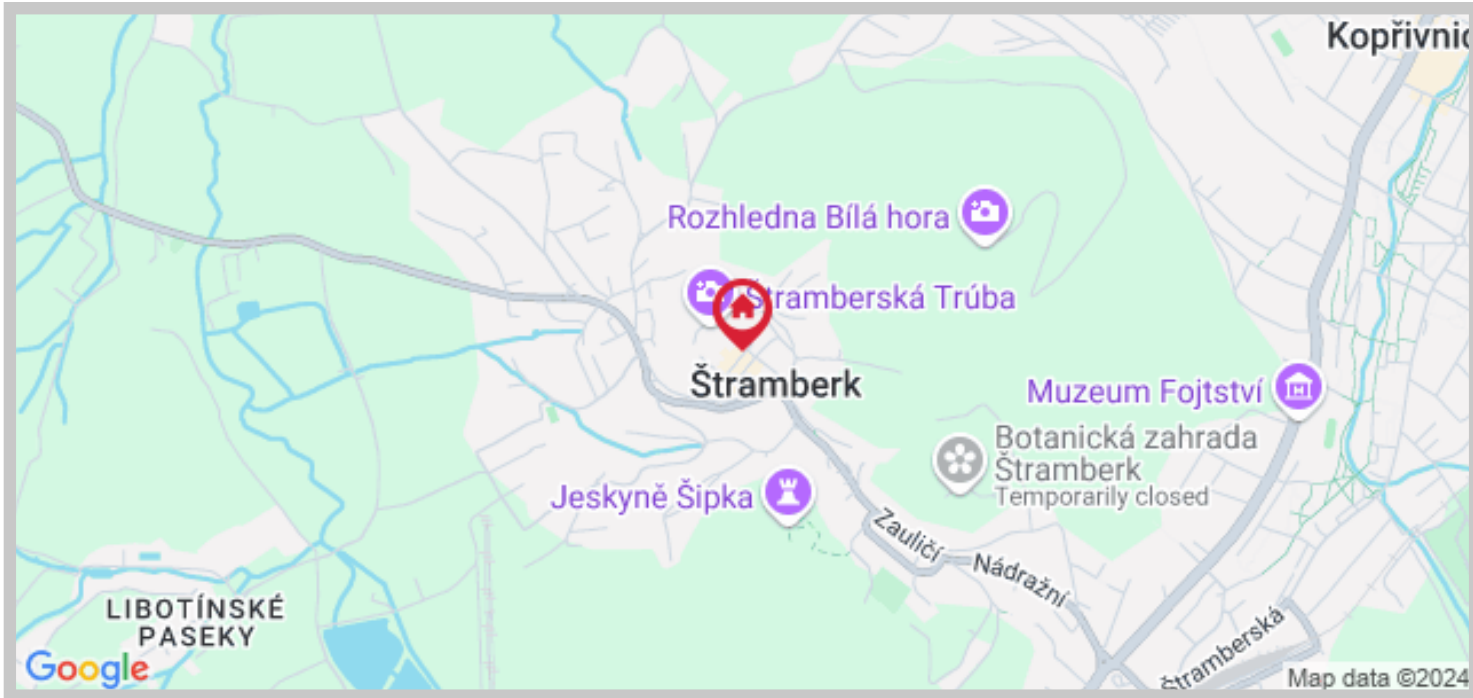 Kopřivnic
Rozhledna Bílá hora
Štramberská Trúba
Štramberk
Muzeum Fojtství
Botanická zahrada
Štramberk
Temporarily closed
Jeskyně Šipka
Zauličí
Nádražní
LIBOTÍNSKÉ
PASEKY
Štramberská
Google
Map data ©2024